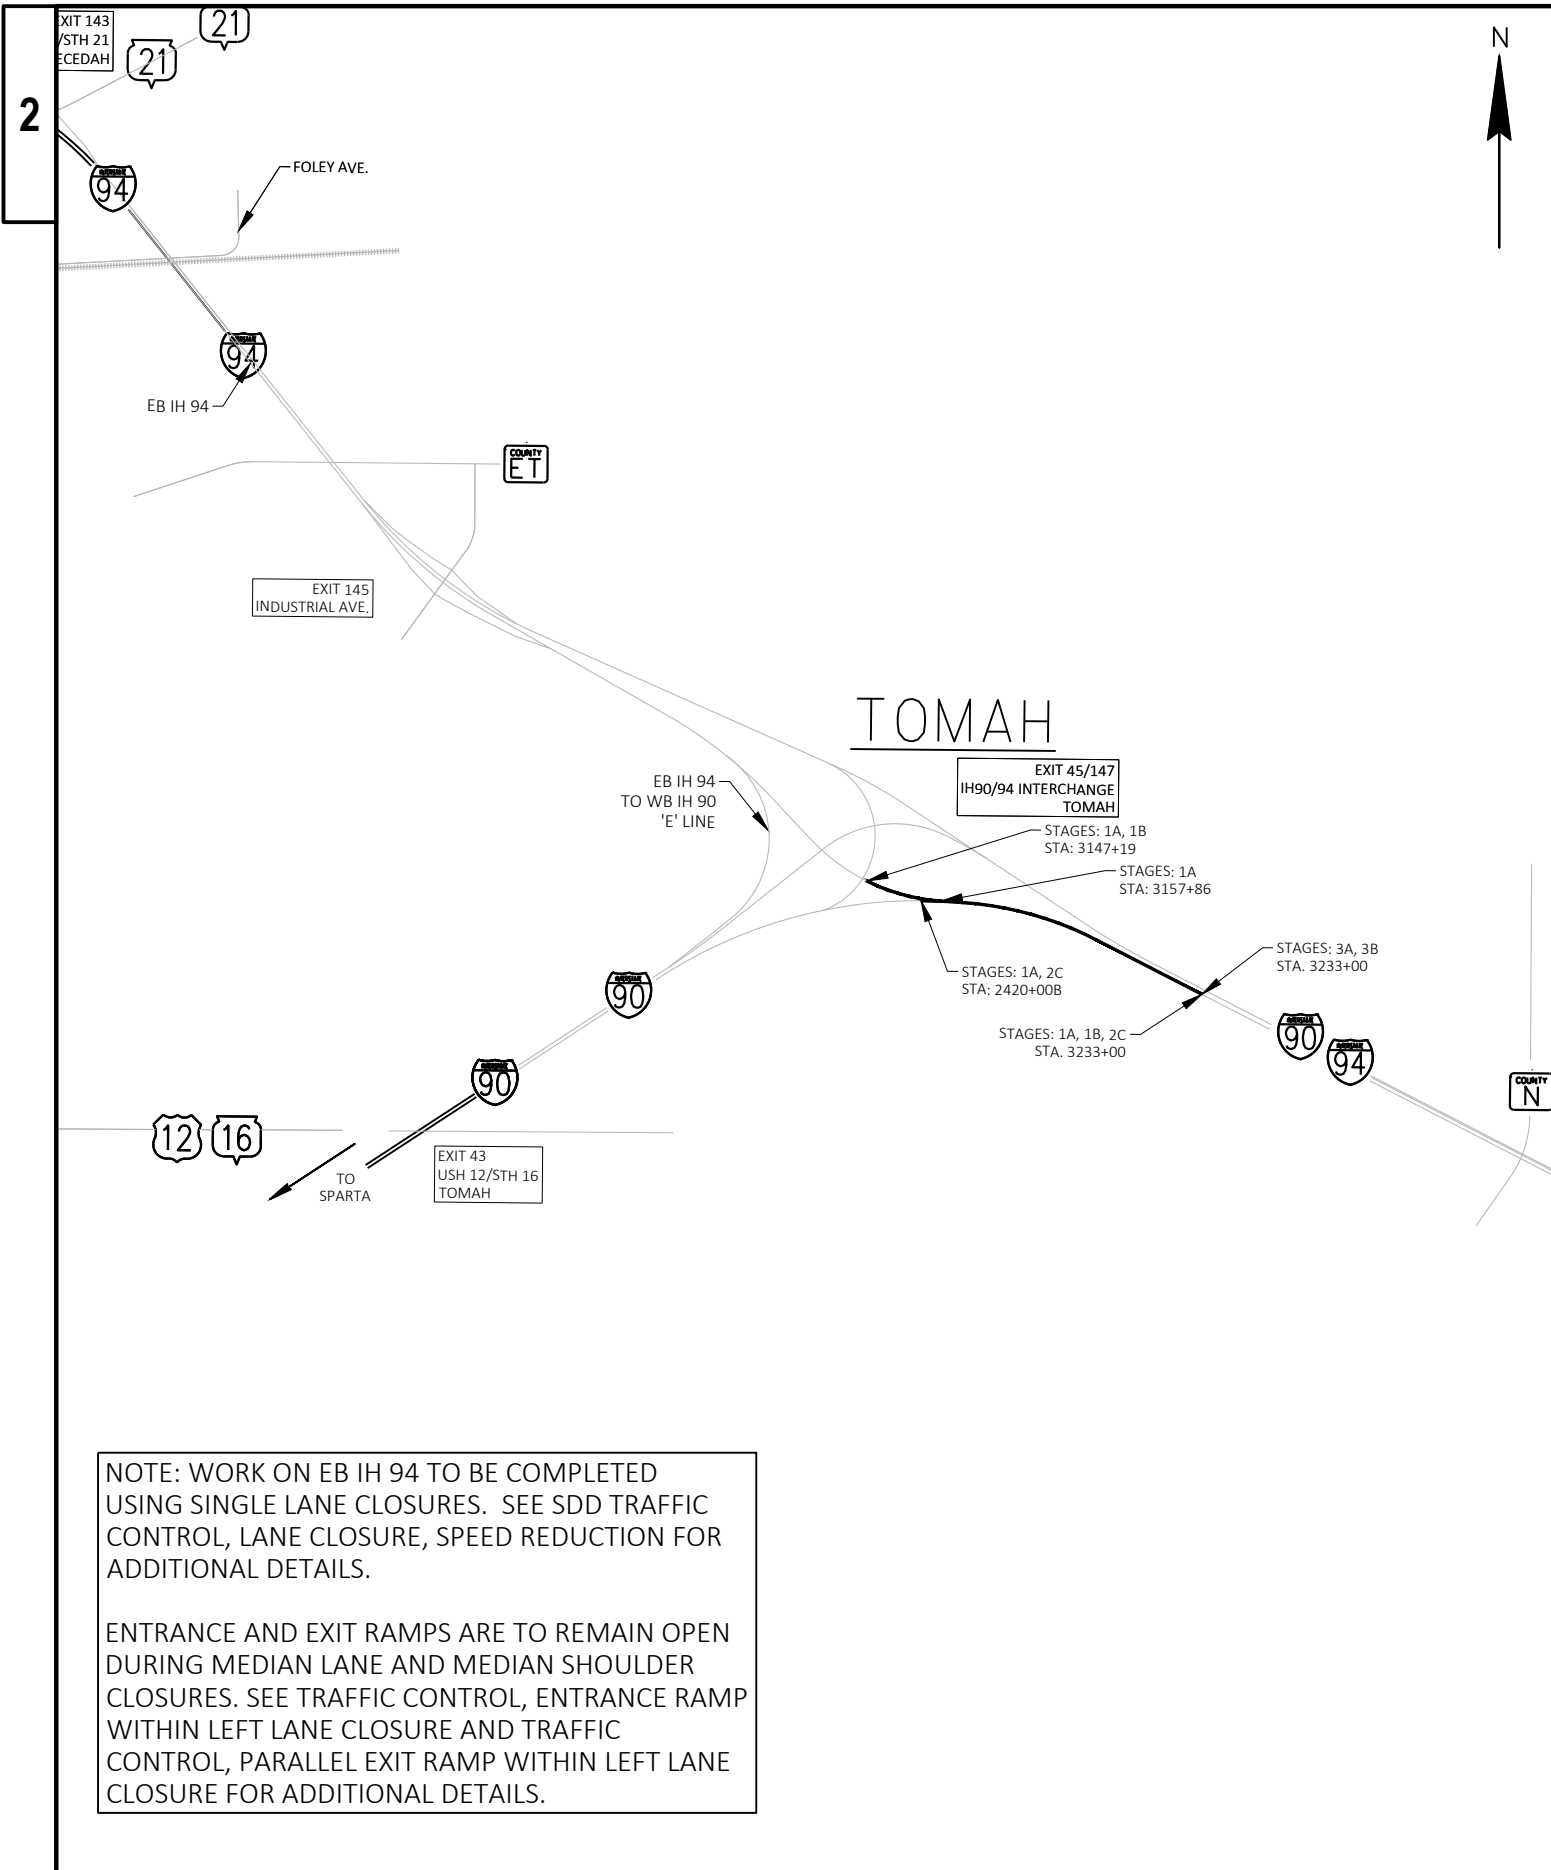 2
EXIT 143
/STH 21
ECEDAH
21
21
N
94
FOLEY AVE.
94
EB IH 94
COUNTY
ET
EXIT 145
INDUSTRIAL AVE.
TOMAH
EXIT 45/147
IH90/94 INTERCHANGE
TOMAH
EB IH 94
TO WB IH 90
'E' LINE
STAGES: 1A, 1B
STA: 3147+19
STAGES: 1A
STA: 3157+86
STAGES: 3A, 3B
STA. 3233+00
STAGES: 1A, 2C
STA: 2420+00B
STAGES: 1A, 1B, 2C
STA. 3233+00
90
90
90
94
COUNTY
N
12
16
TO
SPARTA
EXIT 43
USH 12/STH 16
TOMAH
NOTE: WORK ON EB IH 94 TO BE COMPLETED
USING SINGLE LANE CLOSURES. SEE SDD TRAFFIC
CONTROL, LANE CLOSURE, SPEED REDUCTION FOR
ADDITIONAL DETAILS.
ENTRANCE AND EXIT RAMPS ARE TO REMAIN OPEN
DURING MEDIAN LANE AND MEDIAN SHOULDER
CLOSURES. SEE TRAFFIC CONTROL, ENTRANCE RAMP
WITHIN LEFT LANE CLOSURE AND TRAFFIC
CONTROL, PARALLEL EXIT RAMP WITHIN LEFT LANE
CLOSURE FOR ADDITIONAL DETAILS.